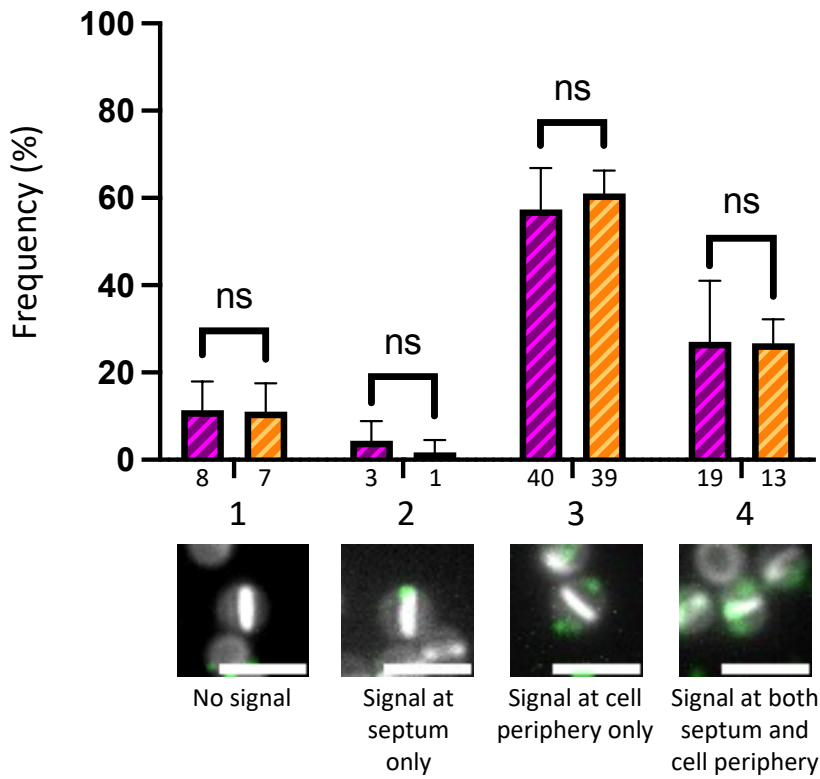 Frequency (%)
100
80
60
40
20
0
ns
ns
ns
ns
8 7 3 1 40 39 19 13
1 2 3 4
No signal
Signal at
septum
only
Signal at cell
periphery only
Signal at both
septum and
cell periphery